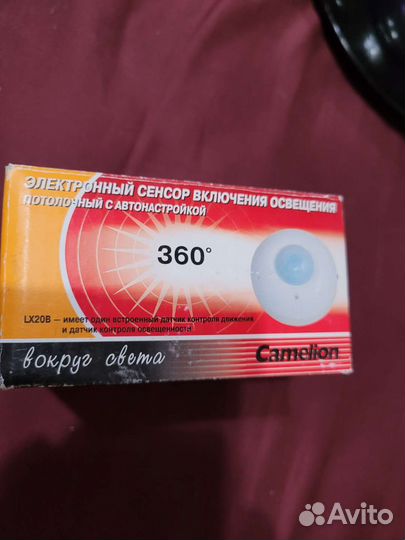 ЭЛЕКТРОННЫЙ СЕНСОР ВКЛЮЧЕНИЯ ОСВЕЩЕНИЯ
ПОТОЛОЧНЫЙ С АВТОНАСТРОЙКОЙ
360°
LX20B — имеет один встроенный датчик контроля движения
и датчик контроля освещенности
вокруг света
Camelion
Avito